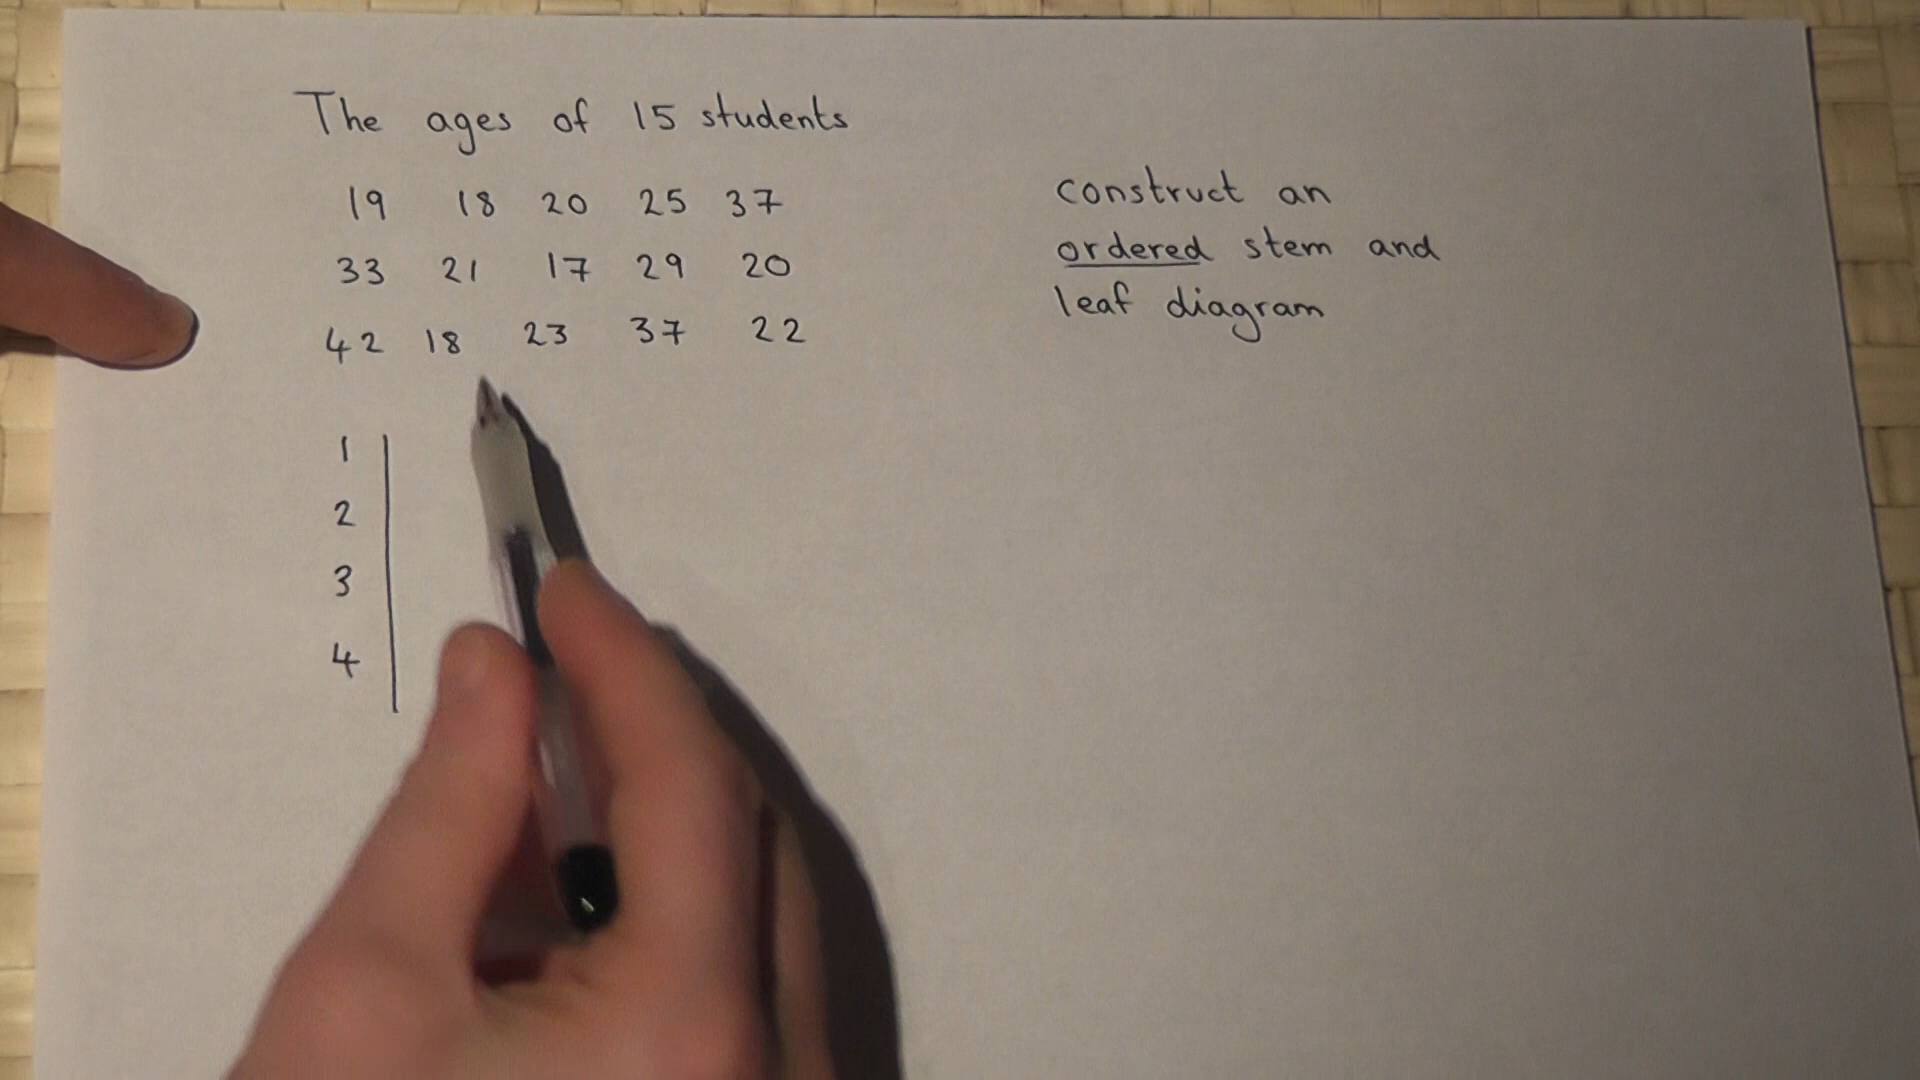 The ages of 15 students
19 18 20 25 37
33 21 17 29 20
42 18 23 37 22
construct an
ordered stem and
leaf diagram
1
2
3
4